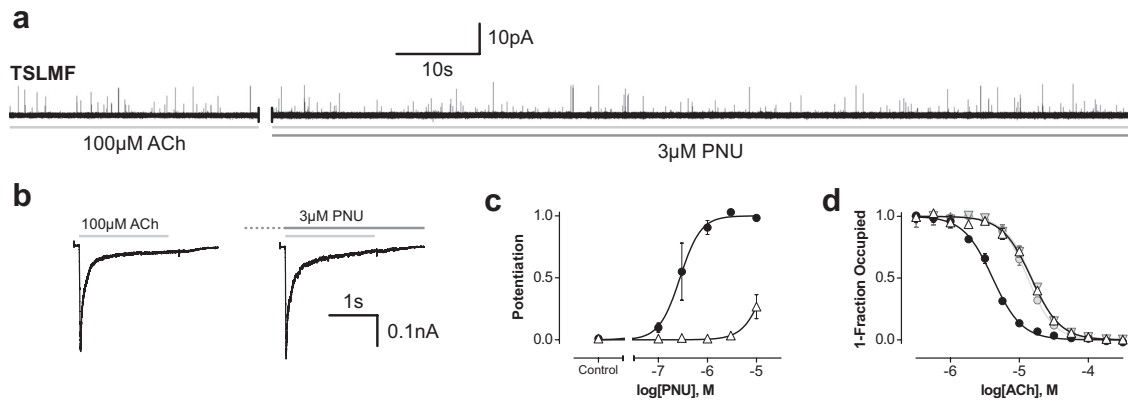 a
10pA
10s
TSLMF
100μM ACh
3μM PNU
b
100μM ACh
3μM PNU
1s
0.1nA
c
Potentiation
1.0
0.5
0.0
Control
-7
-6
-5
log[PNU], M
d
1-Fraction Occupied
1.0
0.5
0.0
-6
-5
-4
log[ACh], M